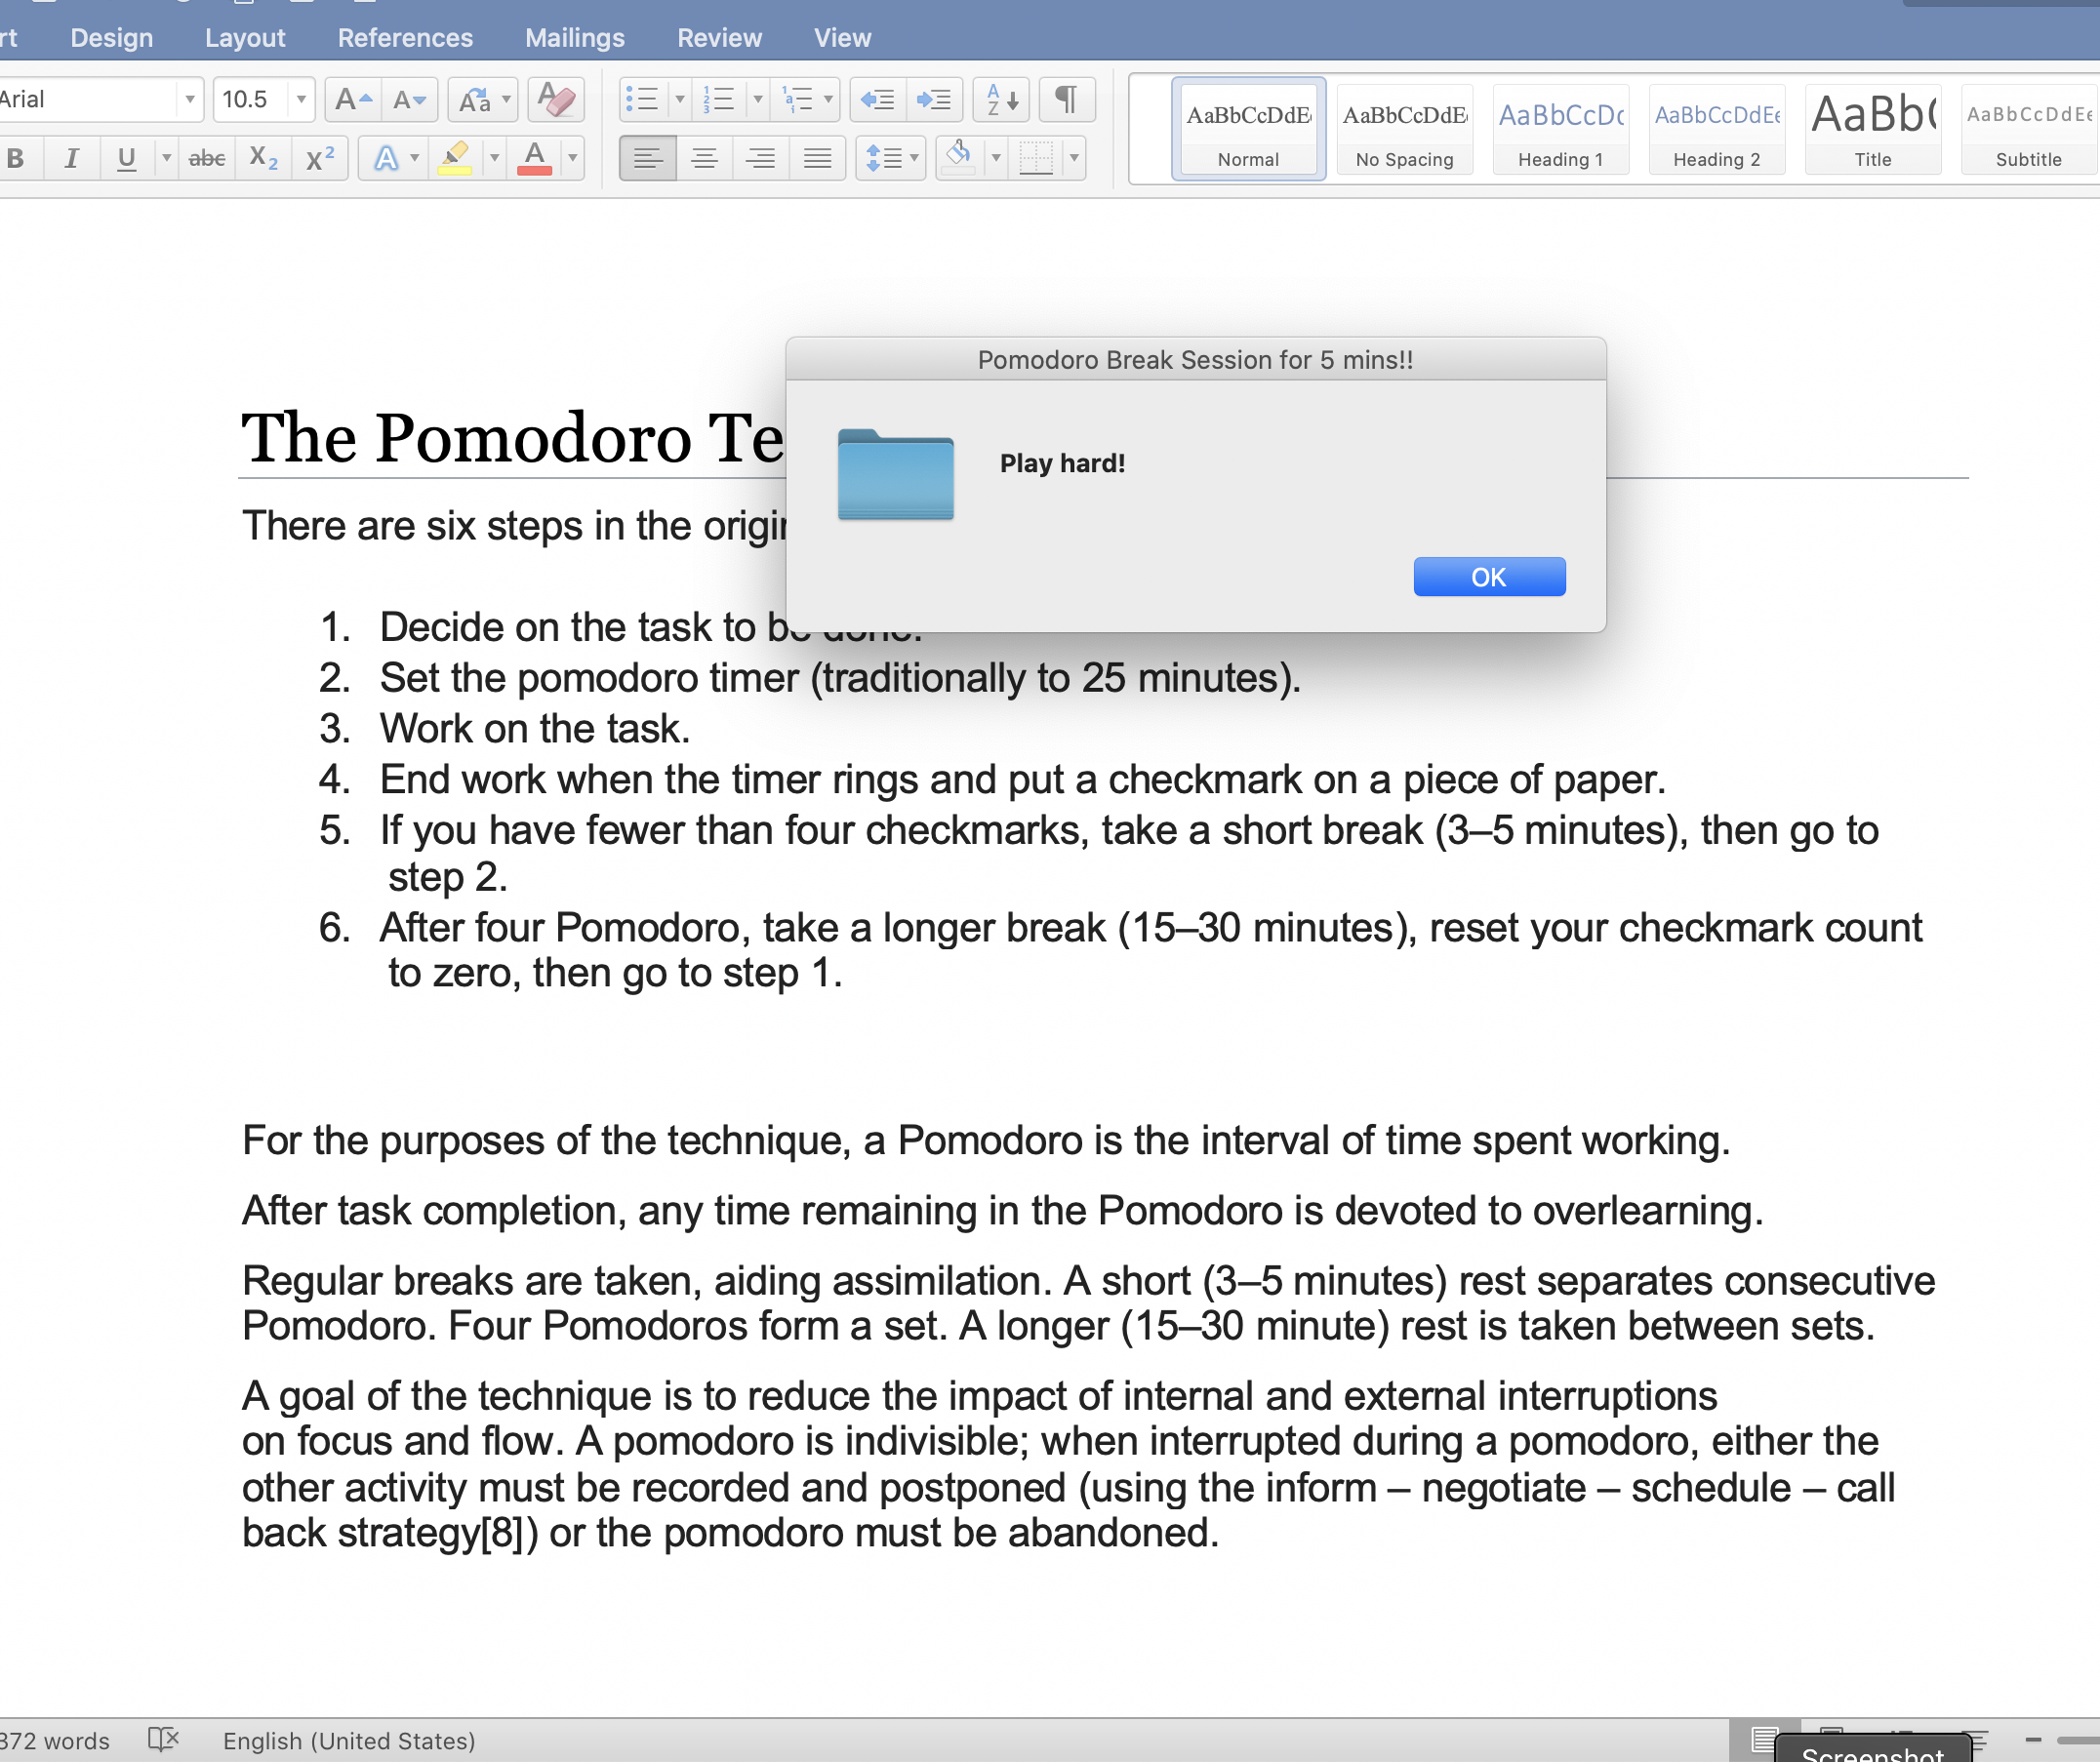 Design Layout References Mailings Review View
Arial 10.5
AaBbCcDdE AaBbCcDdE AaBbCcDc AaBbCcDdEe AaBb( AaBbCcDdEe
Normal No Spacing Heading 1 Heading 2 Title Subtitle
B I U abc X2 X2 A A
Pomodoro Break Session for 5 mins!!
Play hard!
OK
The Pomodoro
There are six steps in the
1. Decide on the task to be done.
2. Set the pomodoro timer (traditionally to 25 minutes).
3. Work on the task.
4. End work when the timer rings and put a checkmark on a piece of paper.
5. If you have fewer than four checkmarks, take a short break (3–5 minutes), then go to
step 2.
6. After four Pomodoro, take a longer break (15–30 minutes), reset your checkmark count
to zero, then go to step 1.
For the purposes of the technique, a Pomodoro is the interval of time spent working.
After task completion, any time remaining in the Pomodoro is devoted to overlearning.
Regular breaks are taken, aiding assimilation. A short (3–5 minutes) rest separates consecutive
Pomodoro. Four Pomodoros form a set. A longer (15–30 minute) rest is taken between sets.
A goal of the technique is to reduce the impact of internal and external interruptions
on focus and flow. A pomodoro is indivisible; when interrupted during a pomodoro, either the
other activity must be recorded and postponed (using the inform – negotiate – schedule – call
back strategy[8]) or the pomodoro must be abandoned.
372 words English (United States)
Screenshot